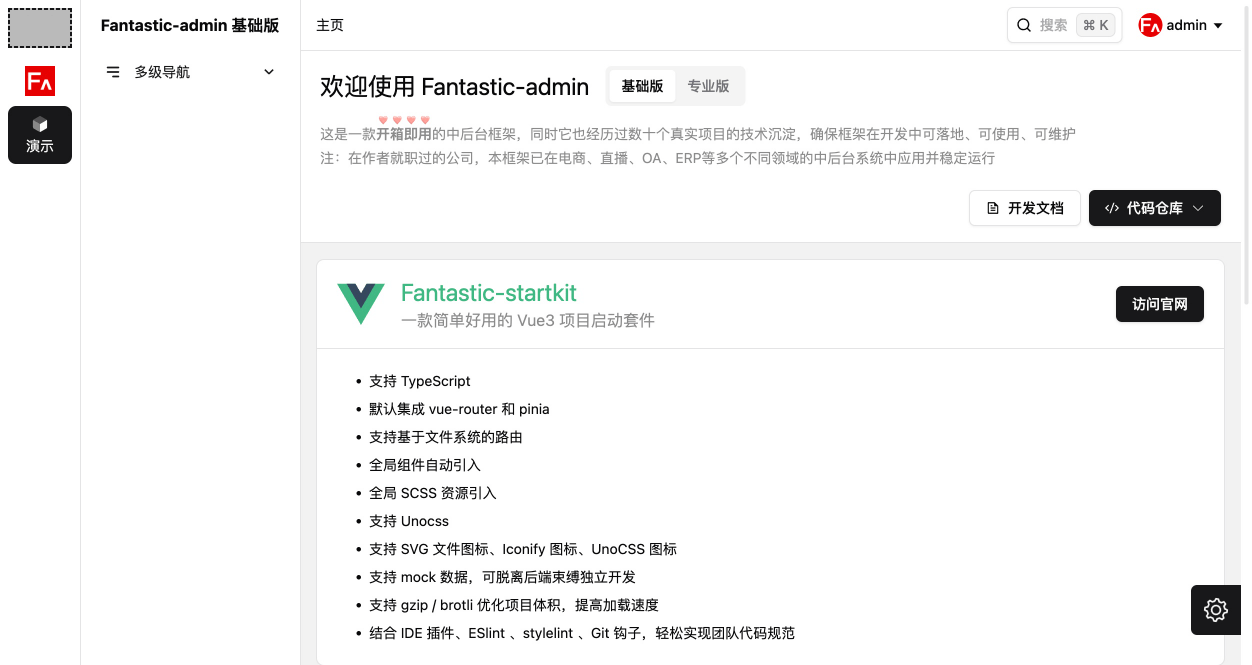 Fantastic-admin 基础版
主页
搜索 ⌘ K
admin
演示
多级导航
欢迎使用 Fantastic-admin
基础版
专业版
这是一款开箱即用的中后台框架，同时它也经历过数十个真实项目的技术沉淀，确保框架在开发中可落地、可使用、可维护
注：在作者就职过的公司，本框架已在电商、直播、OA、ERP等多个不同领域的中后台系统中应用并稳定运行
开发文档
代码仓库
Fantastic-startkit
一款简单好用的 Vue3 项目启动套件
访问官网
• 支持 TypeScript
• 默认集成 vue-router 和 pinia
• 支持基于文件系统的路由
• 全局组件自动引入
• 全局 SCSS 资源引入
• 支持 Unocss
• 支持 SVG 文件图标、Iconify 图标、UnoCSS 图标
• 支持 mock 数据，可脱离后端束缚独立开发
• 支持 gzip / brotli 优化项目体积，提高加载速度
• 结合 IDE 插件、ESlint 、stylelint 、Git 钩子，轻松实现团队代码规范